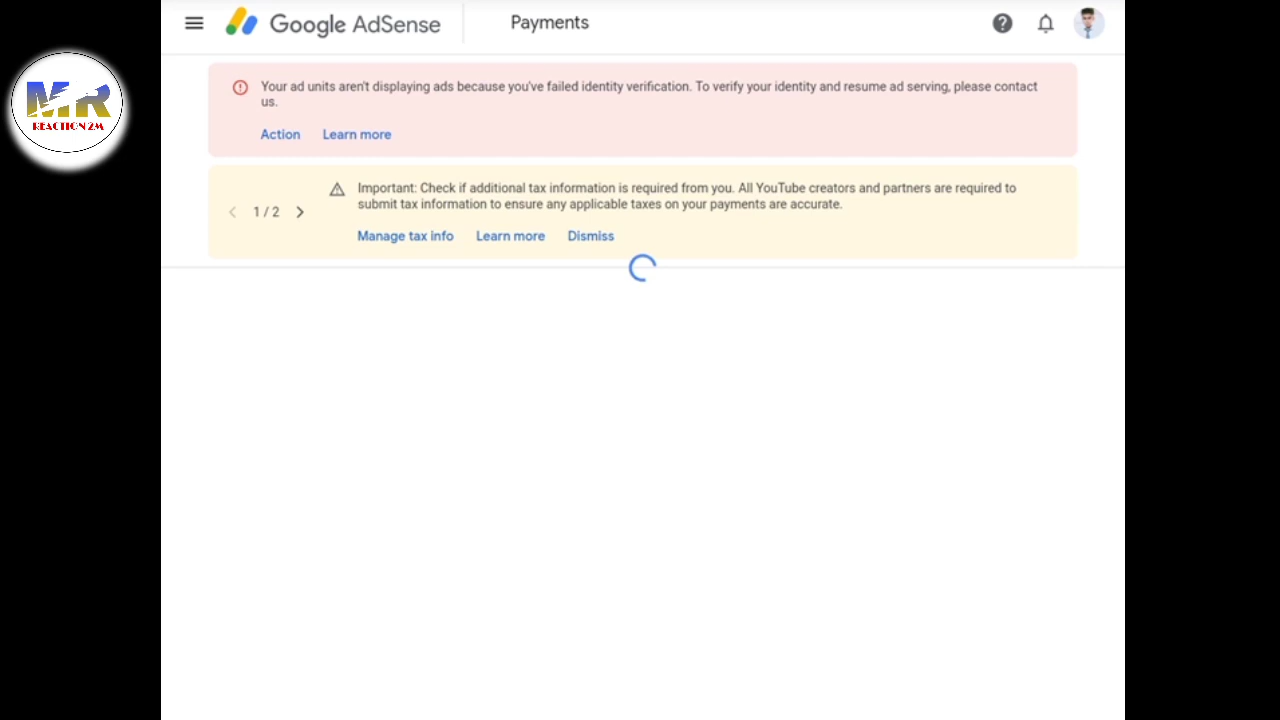 Google AdSense
Payments
MR
REACTION 2M
Your ad units aren't displaying ads because you've failed identity verification. To verify your identity and resume ad serving, please contact
us.
Action Learn more
Important: Check if additional tax information is required from you. All YouTube creators and partners are required to
submit tax information to ensure any applicable taxes on your payments are accurate.
1 / 2
Manage tax info Learn more Dismiss